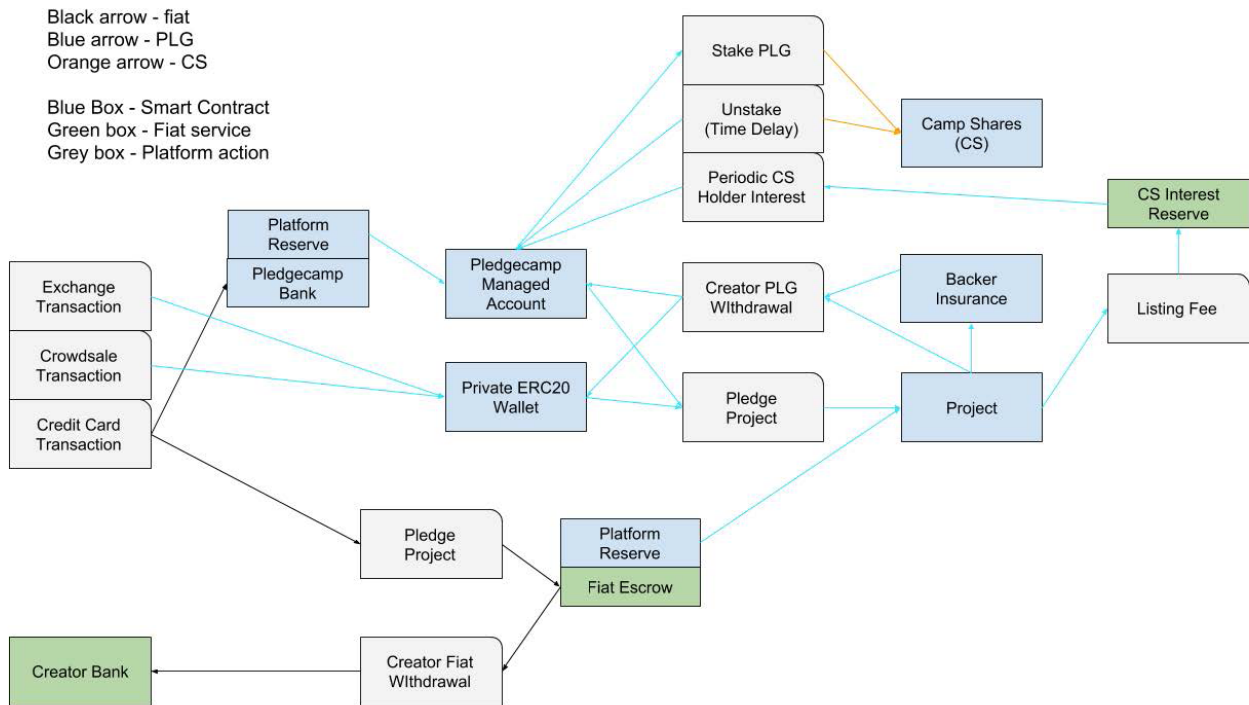 Black arrow - fiat
Blue arrow - PLG
Orange arrow - CS
Blue Box - Smart Contract
Green box - Fiat service
Grey box - Platform action
Stake PLG
Unstake
(Time Delay)
Periodic CS
Holder Interest
Camp Shares
(CS)
CS Interest
Reserve
Platform
Reserve
Pledgecamp
Bank
Exchange
Transaction
Crowdsale
Transaction
Credit Card
Transaction
Pledgecamp
Managed
Account
Creator PLG
WIthdrawal
Backer
Insurance
Listing Fee
Private ERC20
Wallet
Pledge
Project
Project
Pledge
Project
Platform
Reserve
Fiat Escrow
Creator Bank
Creator Fiat
WIthdrawal